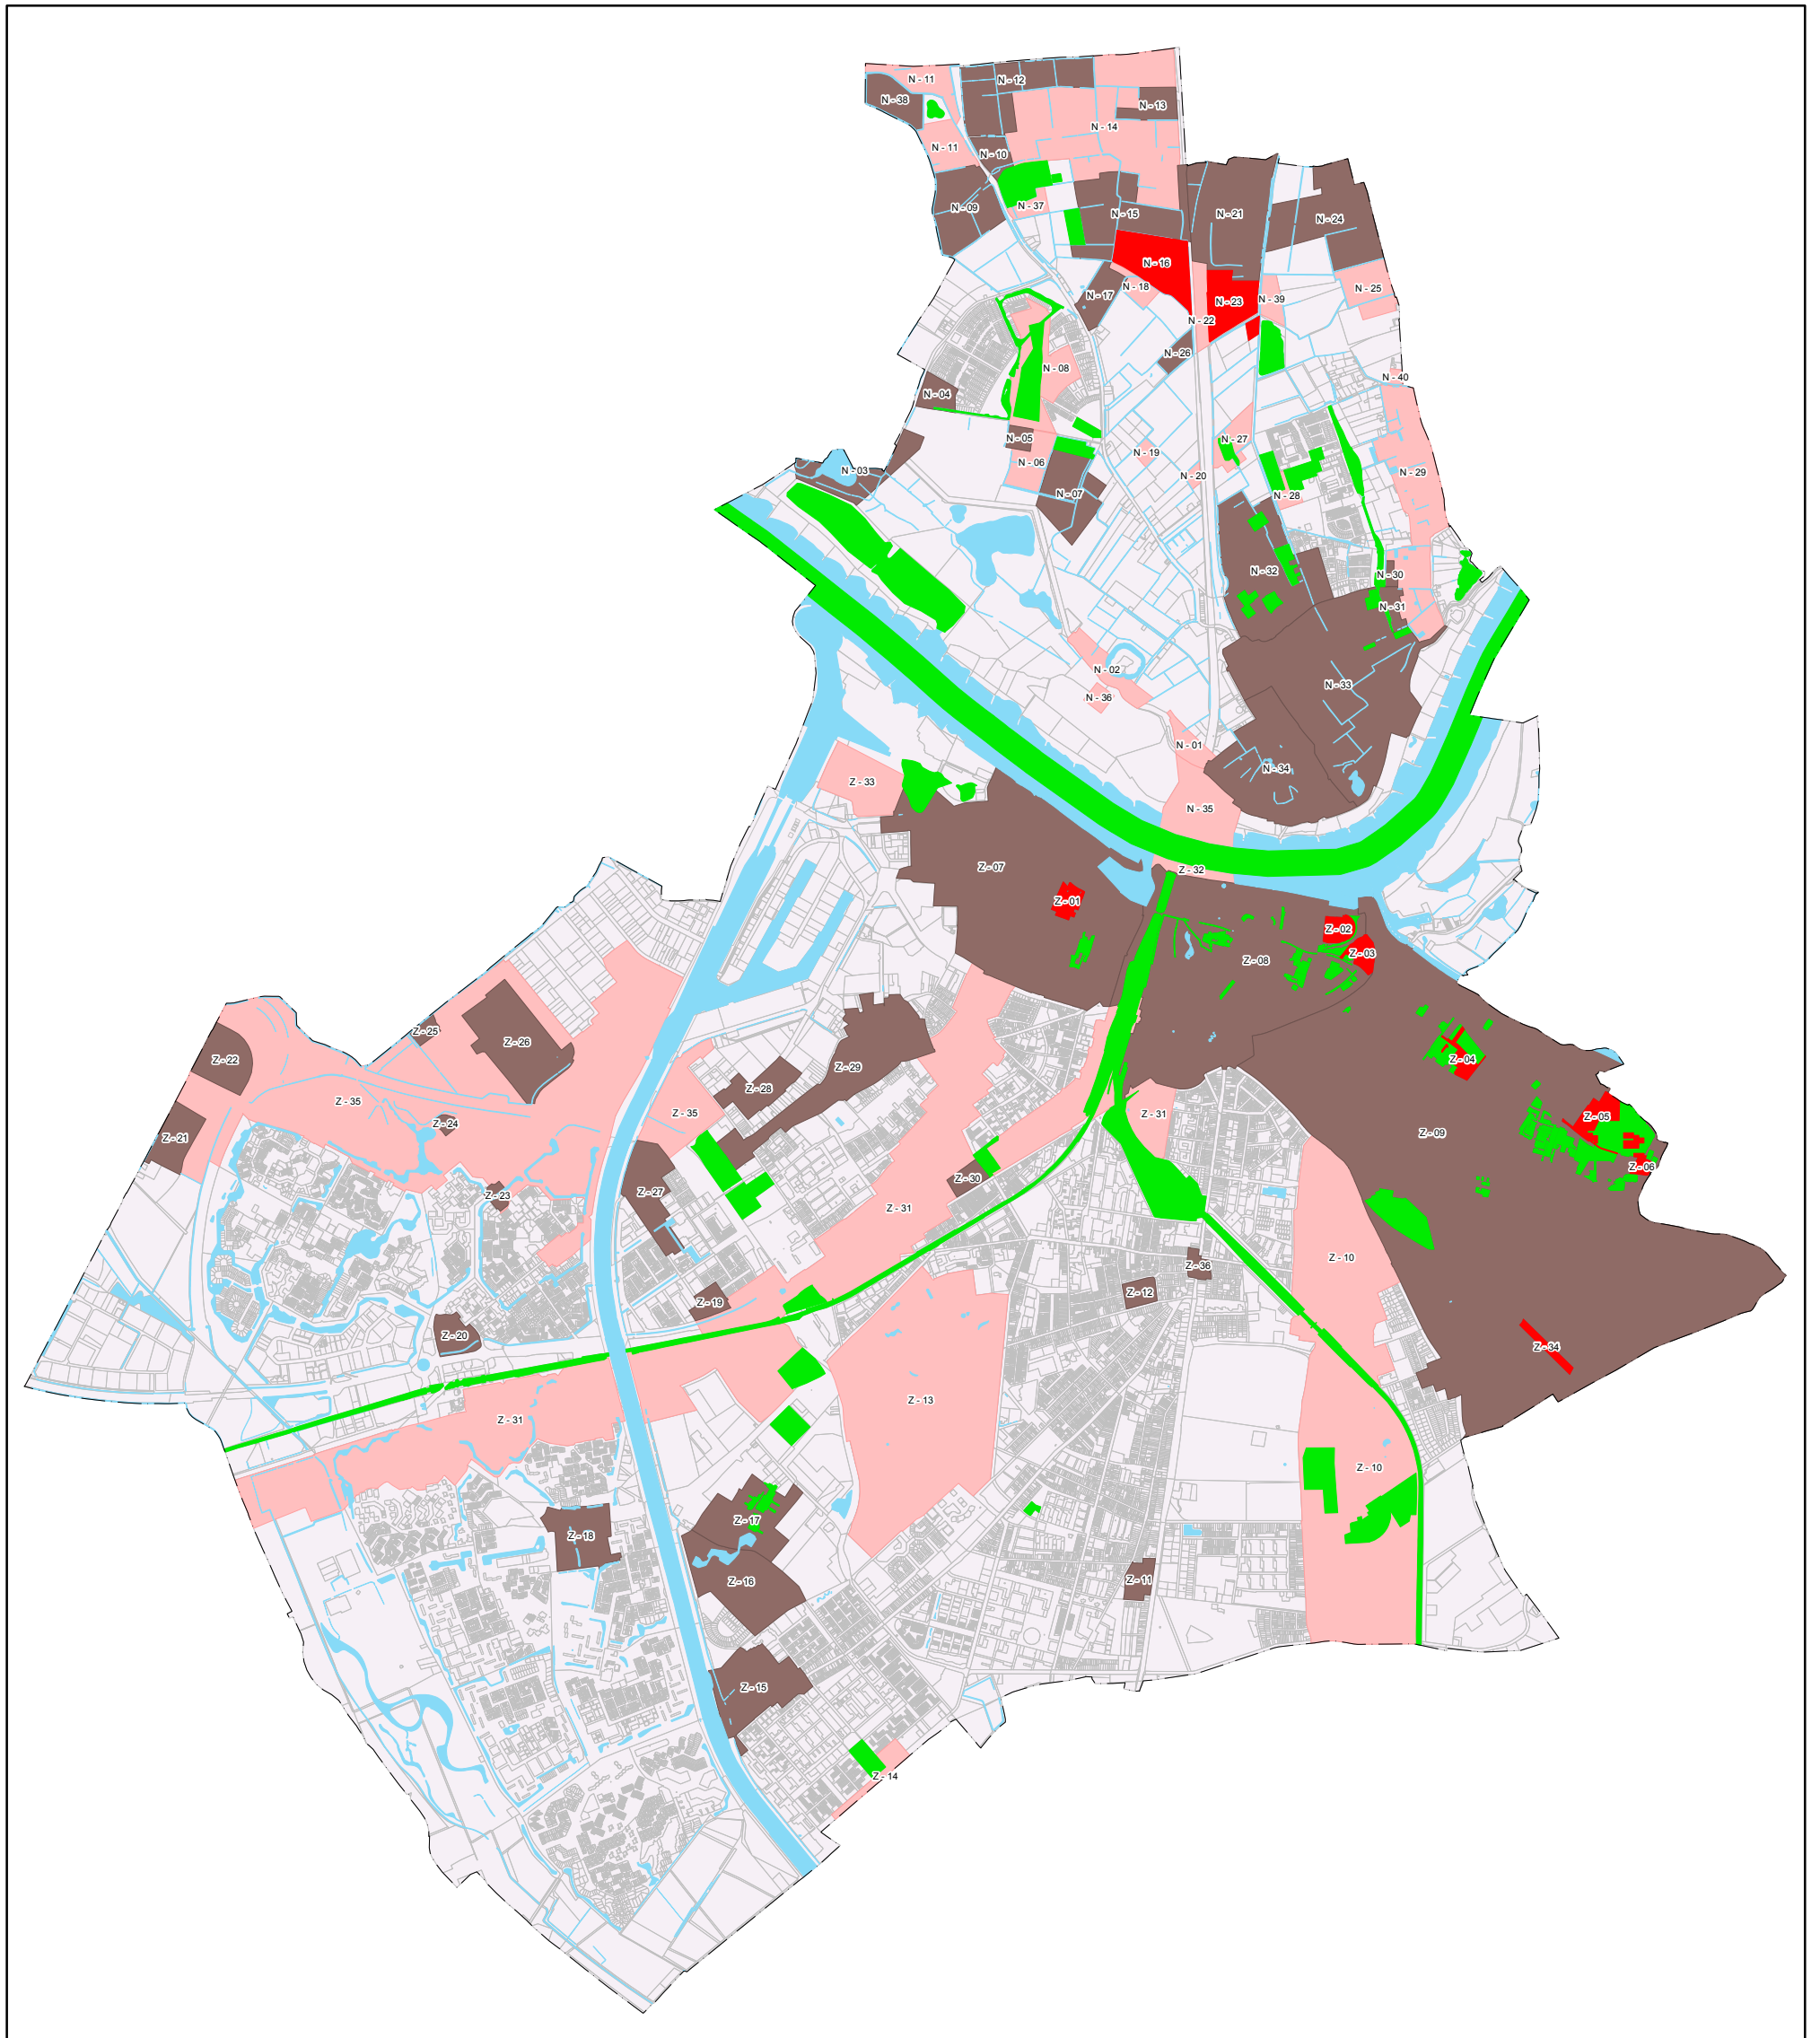 N - 11
N - 12
N - 38
N - 13
N - 14
N - 11
N - 10
N - 09
N - 37
N - 15
N - 21
N - 24
N - 16
N - 18
N - 17
N - 23
N - 39
N - 25
N - 22
N - 26
N - 08
N - 40
N - 04
N - 05
N - 27
N - 06
N - 19
N - 03
N - 20
N - 29
N - 07
N - 28
N - 32
N - 30
N - 31
N - 02
N - 33
N - 36
N - 01
N - 34
Z - 33
N - 35
Z - 07
Z - 32
Z - 01
Z - 02
Z - 03
Z - 08
Z - 25
Z - 26
Z - 22
Z - 04
Z - 29
Z - 28
Z - 35
Z - 35
Z - 31
Z - 05
Z - 24
Z - 21
Z - 09
Z - 06
Z - 30
Z - 23
Z - 27
Z - 31
Z - 10
Z - 36
Z - 12
Z - 19
Z - 20
Z - 34
Z - 13
Z - 31
Z - 10
Z - 17
Z - 18
Z - 16
Z - 11
Z - 15
Z - 14